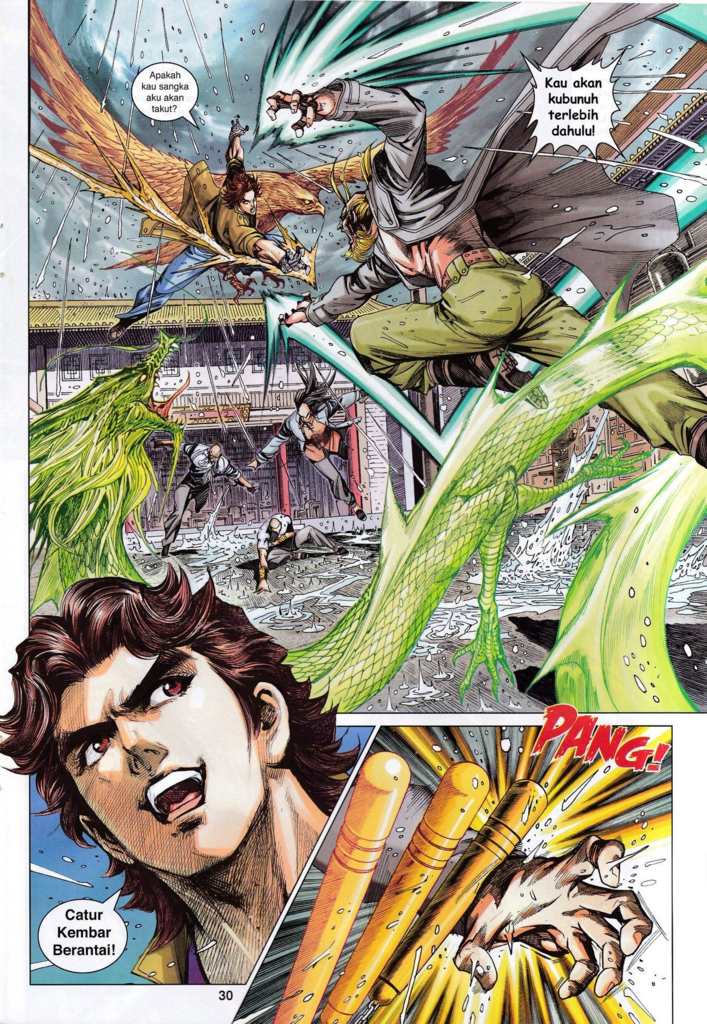 Apakah
kau sangka
aku akan
takut?
Kau akan
kubunuh
terlebih
dahulu!
PANG!
Catur
Kembar
Berantai!
30